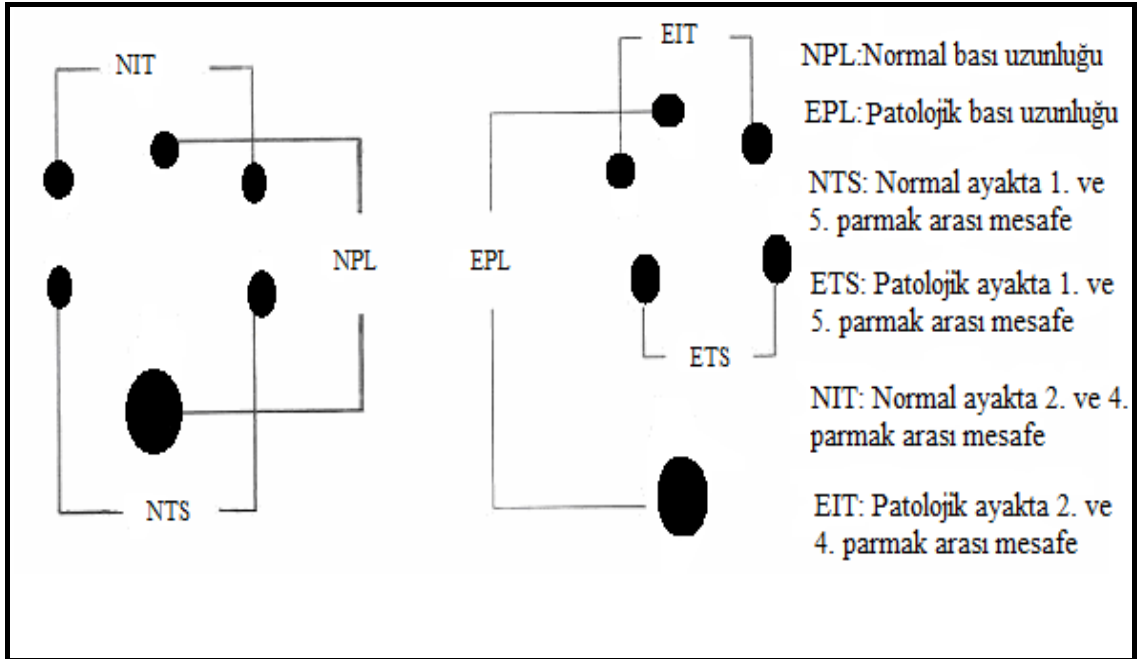 NIT
NPL
NTS
EIT
EPL
ETS
NPL:Normal bası uzunluğu
EPL: Patolojik bası uzunluğu
NTS: Normal ayakta 1. ve
5. parmak arası mesafe
ETS: Patolojik ayakta 1. ve
5. parmak arası mesafe
NIT: Normal ayakta 2. ve 4.
parmak arası mesafe
EIT: Patolojik ayakta 2. ve
4. parmak arası mesafe